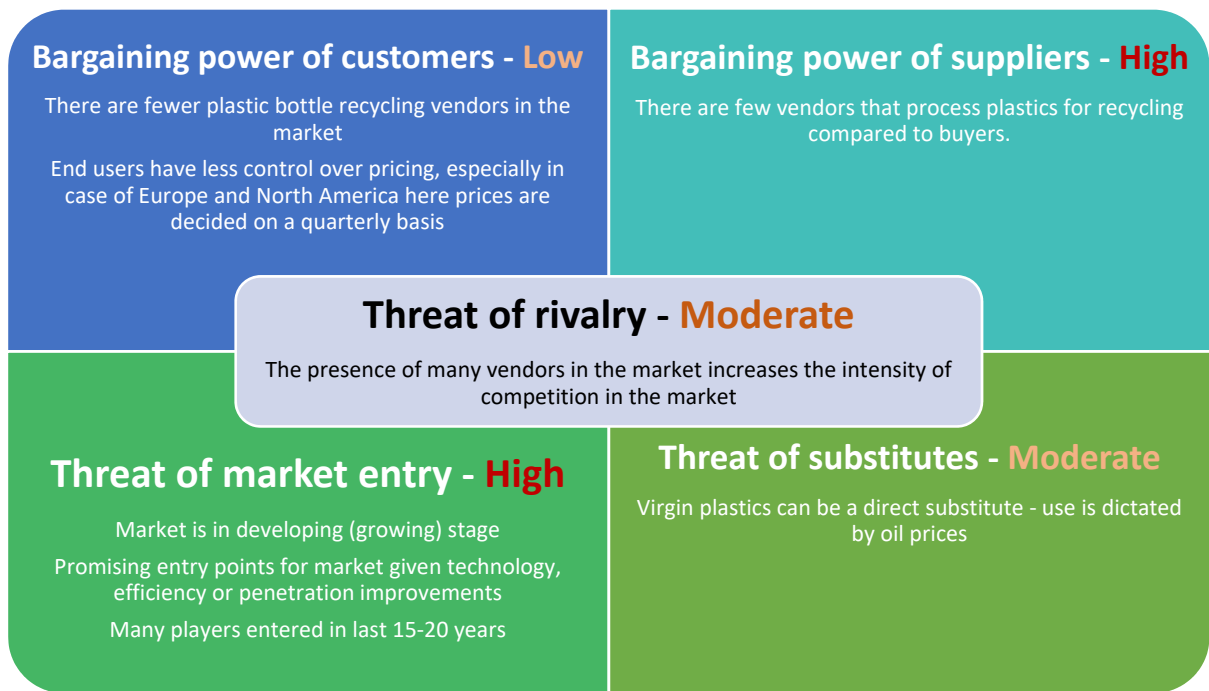 Bargaining power of customers - Low
There are fewer plastic bottle recycling vendors in the
market
End users have less control over pricing, especially in
case of Europe and North America here prices are
decided on a quarterly basis
Bargaining power of suppliers - High
There are few vendors that process plastics for recycling
compared to buyers.
Threat of rivalry - Moderate
The presence of many vendors in the market increases the intensity of
competition in the market
Threat of market entry - High
Market is in developing (growing) stage
Promising entry points for market given technology,
efficiency or penetration improvements
Many players entered in last 15-20 years
Threat of substitutes - Moderate
Virgin plastics can be a direct substitute - use is dictated
by oil prices